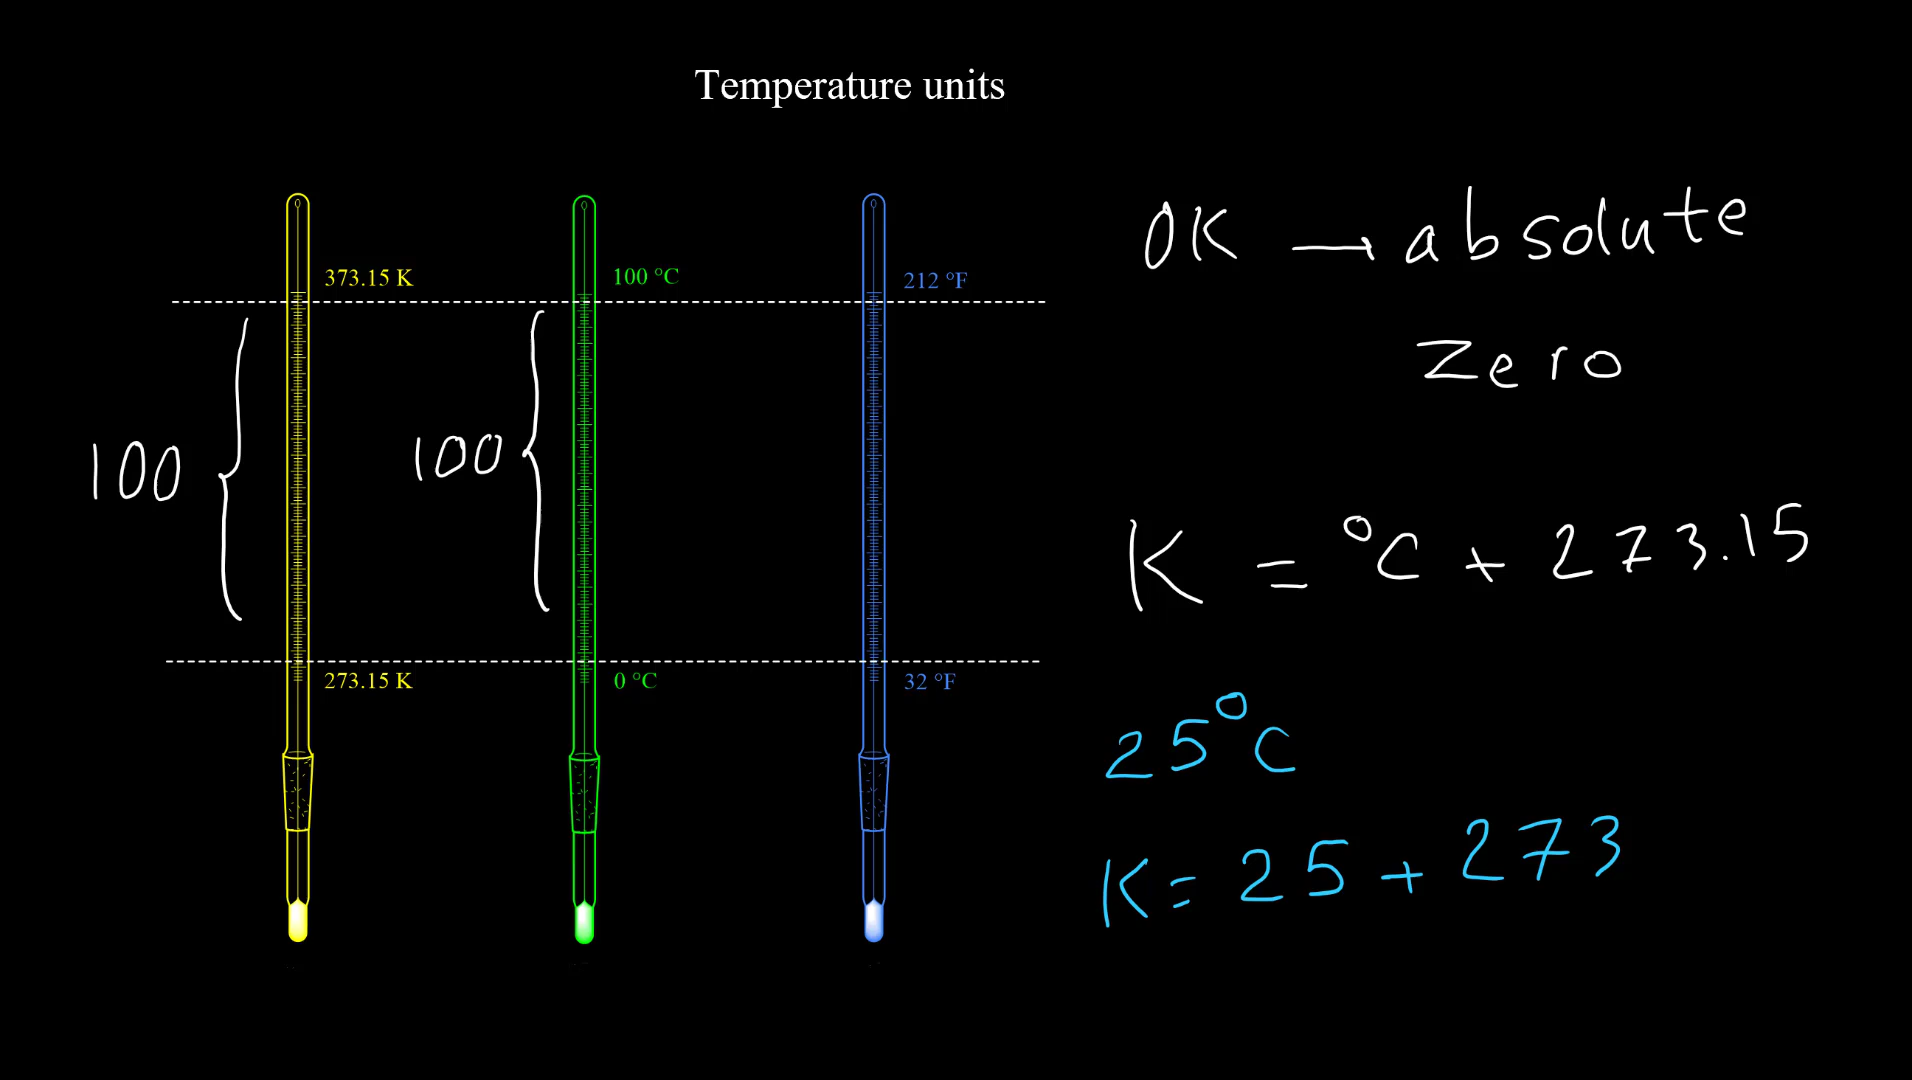 Temperature units
373.15 K
100 °C
212 °F
100
100
273.15 K
0 °C
32 °F
0K → absolute
zero
K = °C + 273.15
25°C
K = 25 + 273